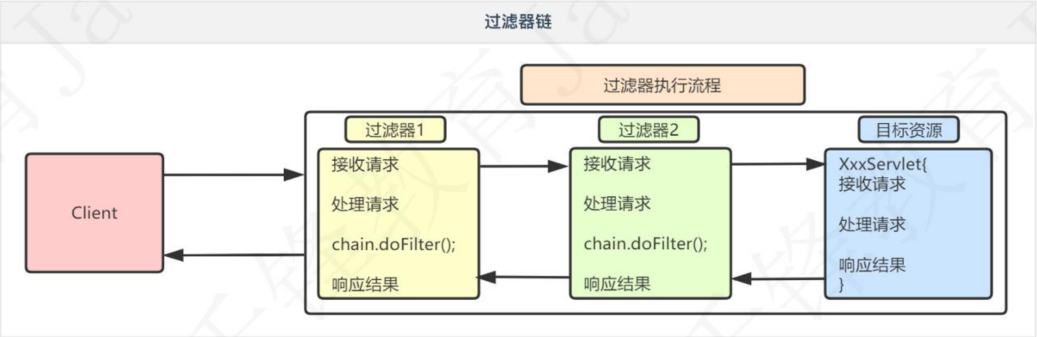 过滤器链
过滤器执行流程
过滤器1
过滤器2
目标资源
Client
接收请求
处理请求
chain.doFilter();
响应结果
接收请求
处理请求
chain.doFilter();
响应结果
XxxServlet{
接收请求
处理请求
响应结果
}